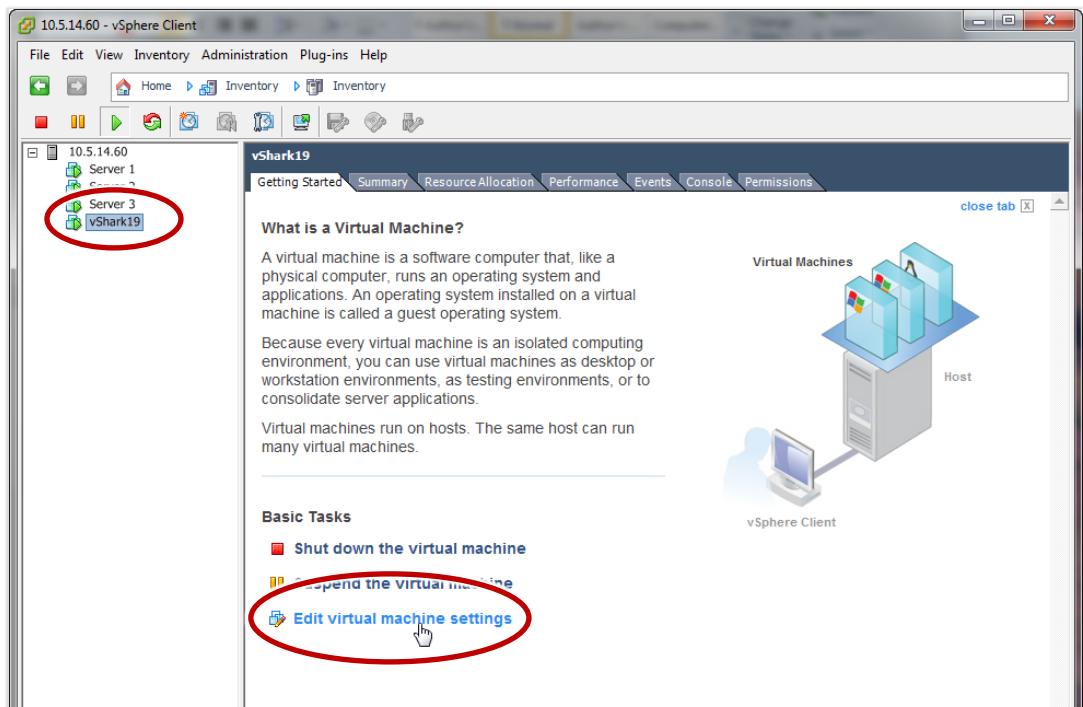 10.5.14.60 - vSphere Client
File Edit View Inventory Administration Plug-ins Help
Home Inventory Inventory
10.5.14.60
Server 1
Server 3
vShark19
vShark19
Getting Started Summary Resource Allocation Performance Events Console Permissions
close tab X
What is a Virtual Machine?
A virtual machine is a software computer that, like a
physical computer, runs an operating system and
applications. An operating system installed on a virtual
machine is called a guest operating system.
Because every virtual machine is an isolated computing
environment, you can use virtual machines as desktop or
workstation environments, as testing environments, or to
consolidate server applications.
Virtual machines run on hosts. The same host can run
many virtual machines.
Virtual Machines
Host
vSphere Client
Basic Tasks
Shut down the virtual machine
Suspend the virtual machine
Edit virtual machine settings